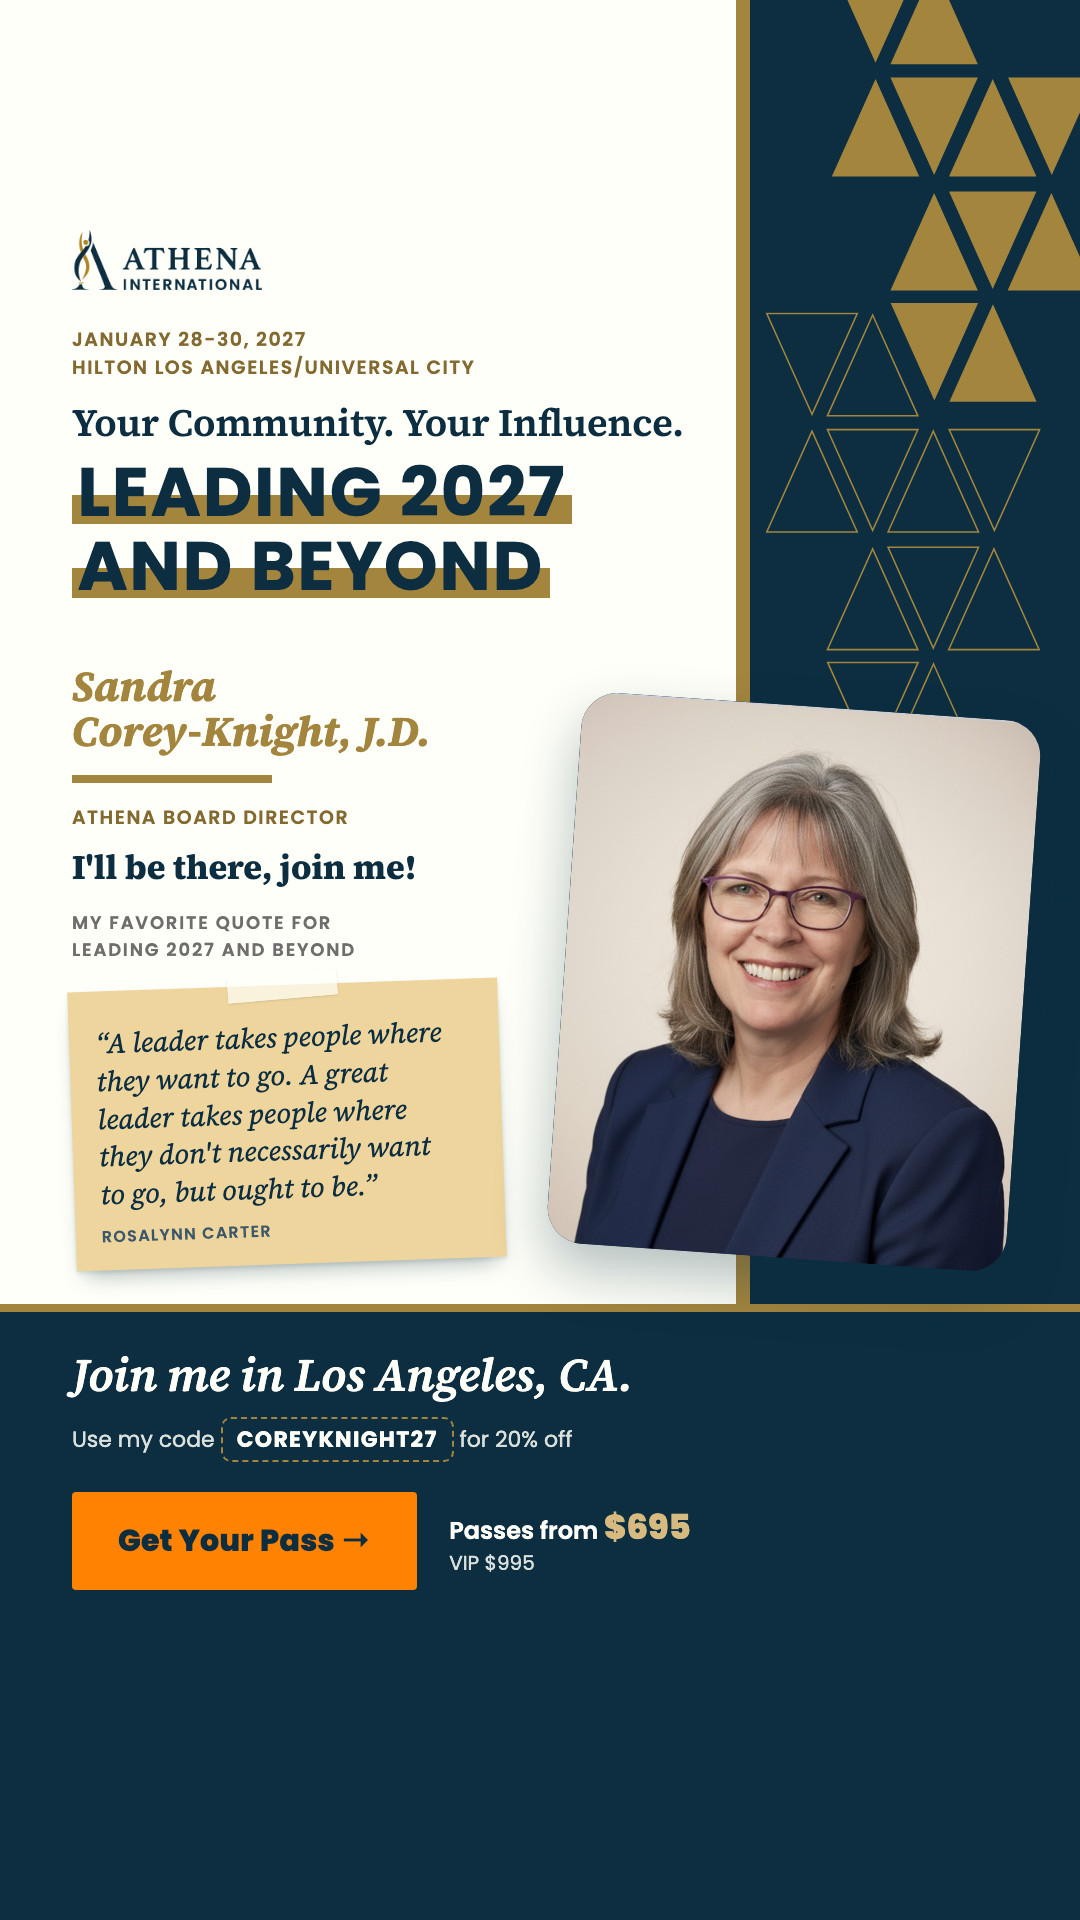 ATHENA
INTERNATIONAL
JANUARY 28-30, 2027
HILTON LOS ANGELES/UNIVERSAL CITY
Your Community. Your Influence.
LEADING 2027
AND BEYOND
Sandra
Corey-Knight, J.D.
ATHENA BOARD DIRECTOR
I'll be there, join me!
MY FAVORITE QUOTE FOR
LEADING 2027 AND BEYOND
“A leader takes people where
they want to go. A great
leader takes people where
they don't necessarily want
to go, but ought to be.”
ROSALYNN CARTER
Join me in Los Angeles, CA.
Use my code COREYKNIGHT27 for 20% off
Get Your Pass →
Passes from $695
VIP $995